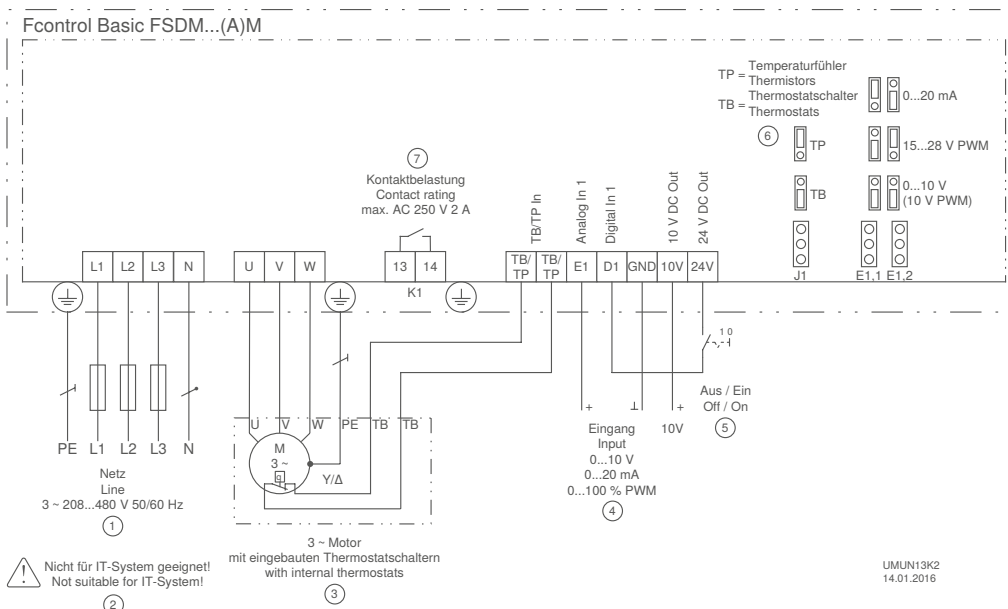 Fcontrol Basic FSDM...(A)M
TP = Temperaturfühler
Thermistors
TB = Thermostatschalter
Thermostats
6
TP
TB
J1
0...20 mA
15...28 V PWM
0...10 V
(10 V PWM)
E1,1 E1,2
7
Kontaktbelastung
Contact rating
max. AC 250 V 2 A
TB/TP In
Analog In 1
Digital In 1
10 V DC Out
24 V DC Out
L1 L2 L3 N
U V W
13 14
K1
TB/TP TB/TP E1 D1 GND 10V 24V
1 0
Aus / Ein
Off / On
5
PE L1 L2 L3 N
Netz
Line
3 ~ 208...480 V 50/60 Hz
1
U V W PE TB TB
M
3 ~
Y/Δ
3 ~ Motor
mit eingebauten Thermostatschaltern
with internal thermostats
3
+ ⊥ + 
10V
Eingang
Input
0...10 V
0...20 mA
0...100 % PWM
4
Nicht für IT-System geeignet!
Not suitable for IT-System!
2
UMUN13K2
14.01.2016